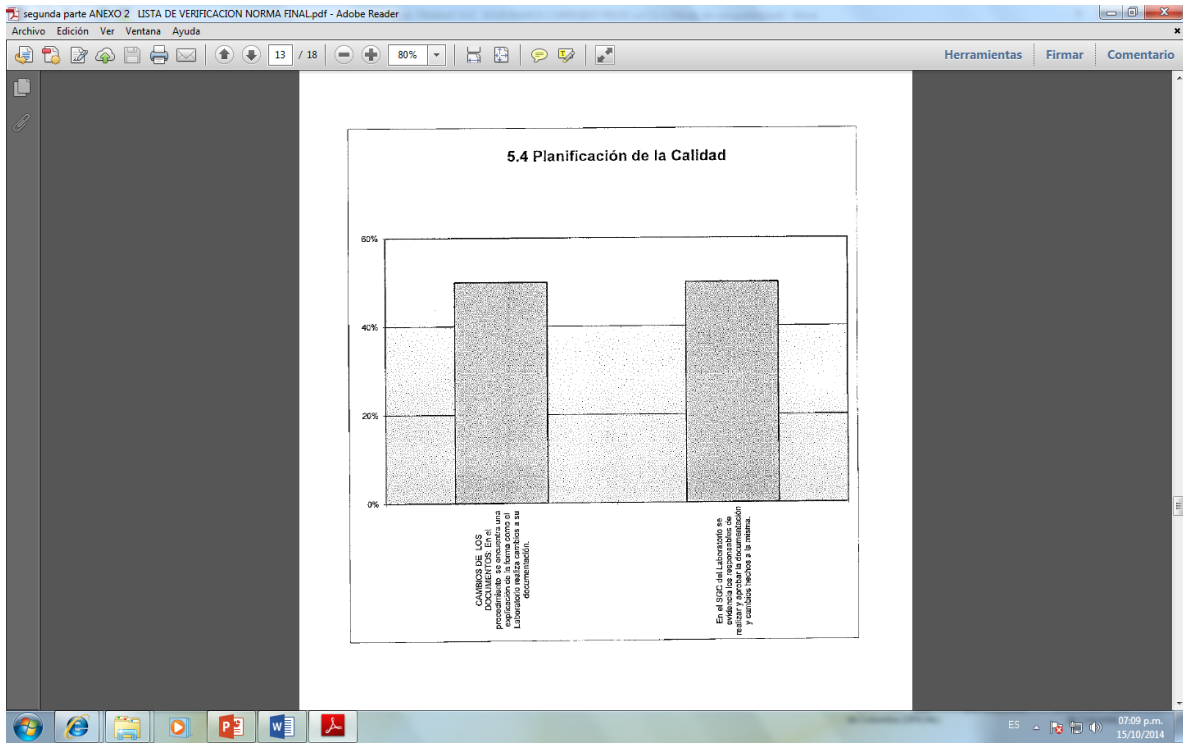 segunda parte ANEXO 2 LISTA DE VERIFICACION NORMA FINAL.pdf - Adobe Reader
Archivo Edición Ver Ventana Ayuda
13 / 18 80% Herramientas Firmar Comentario
5.4 Planificación de la Calidad
60%
40%
20%
0%
CAMBIOS DE LOS
DOCUMENTOS: En el
procedimiento se encuentra una
explicación de la forma como el
Laboratorio realiza cambios a su
documentación.
En el SGC del Laboratorio se
evidencia los responsables de
realizar y aprobar la documentación
y cambios hechos a la misma.
ES 07:09 p.m.
15/10/2014